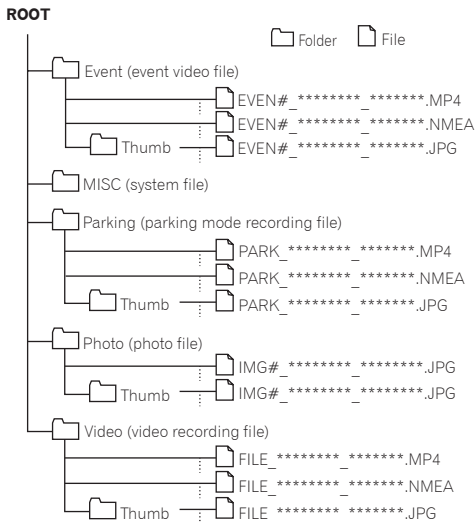 ROOT
Folder File
Event (event video file)
EVEN#_********_*******.MP4
EVEN#_********_*******.NMEA
Thumb EVEN#_********_*******.JPG
MISC (system file)
Parking (parking mode recording file)
PARK_********_*******.MP4
PARK_********_*******.NMEA
Thumb PARK_********_*******.JPG
Photo (photo file)
IMG#_********_********.JPG
Thumb IMG#_********_********.JPG
Video (video recording file)
FILE_********_*******.MP4
FILE_********_*******.NMEA
Thumb FILE_********_*******.JPG